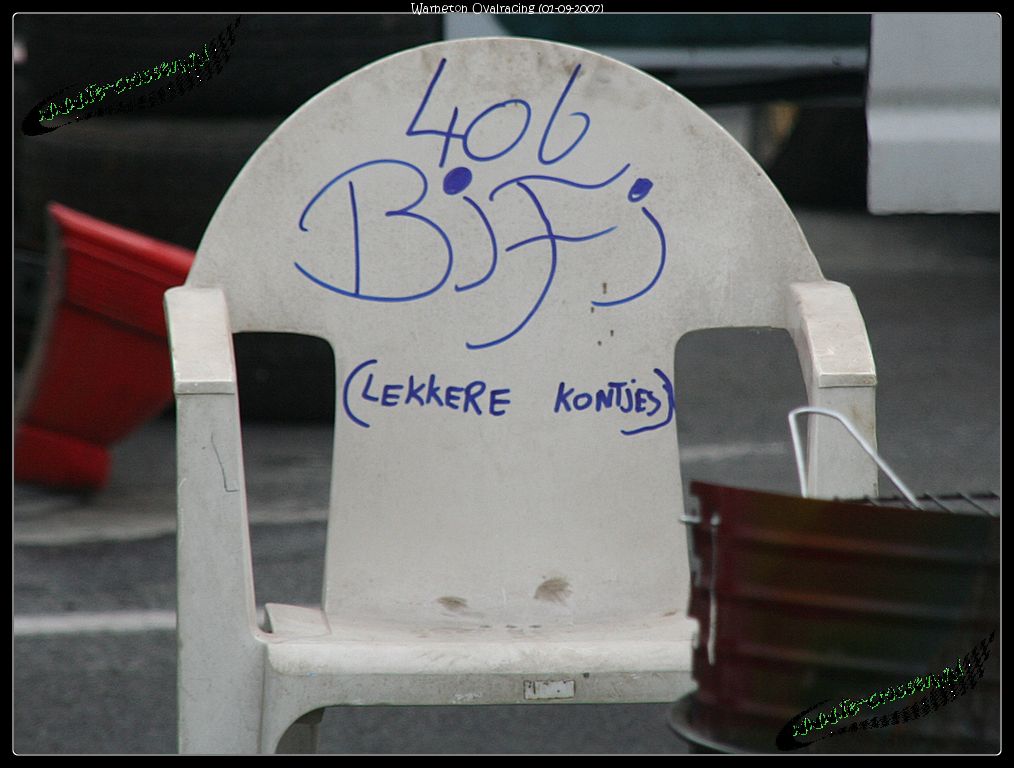 Warneton Ovalracing (01-09-2007)
406
BiFi
(LEKKERE KONTJES)